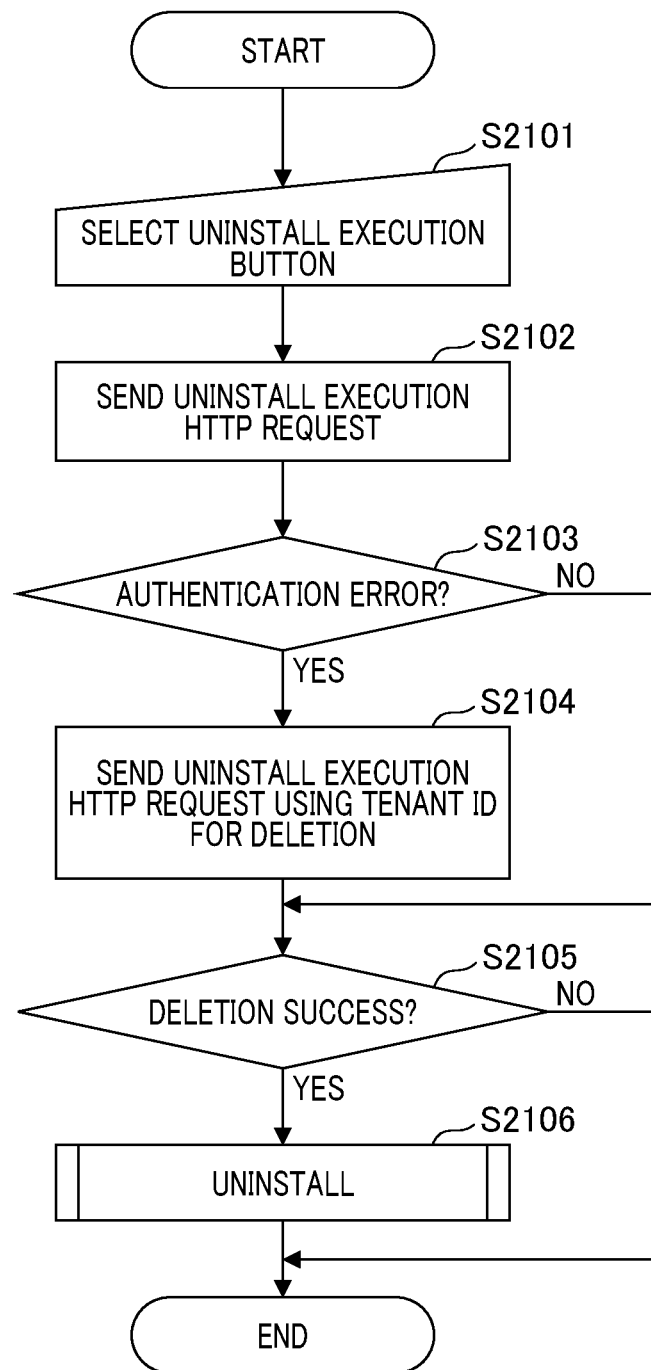 START
S2101
SELECT UNINSTALL EXECUTION
BUTTON
S2102
SEND UNINSTALL EXECUTION
HTTP REQUEST
S2103
AUTHENTICATION ERROR?
NO
YES
S2104
SEND UNINSTALL EXECUTION
HTTP REQUEST USING TENANT ID
FOR DELETION
S2105
DELETION SUCCESS?
NO
YES
S2106
UNINSTALL
END